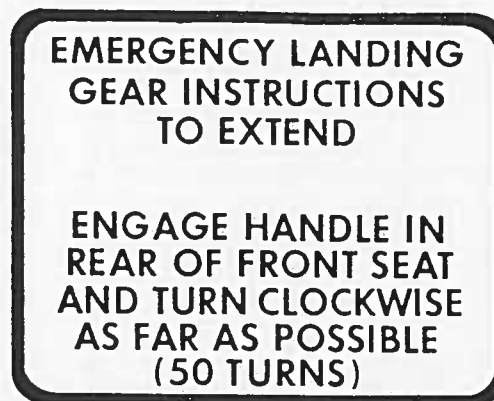 EMERGENCY LANDING
GEAR INSTRUCTIONS
TO EXTEND
ENGAGE HANDLE IN
REAR OF FRONT SEAT
AND TURN CLOCKWISE
AS FAR AS POSSIBLE
(50 TURNS)